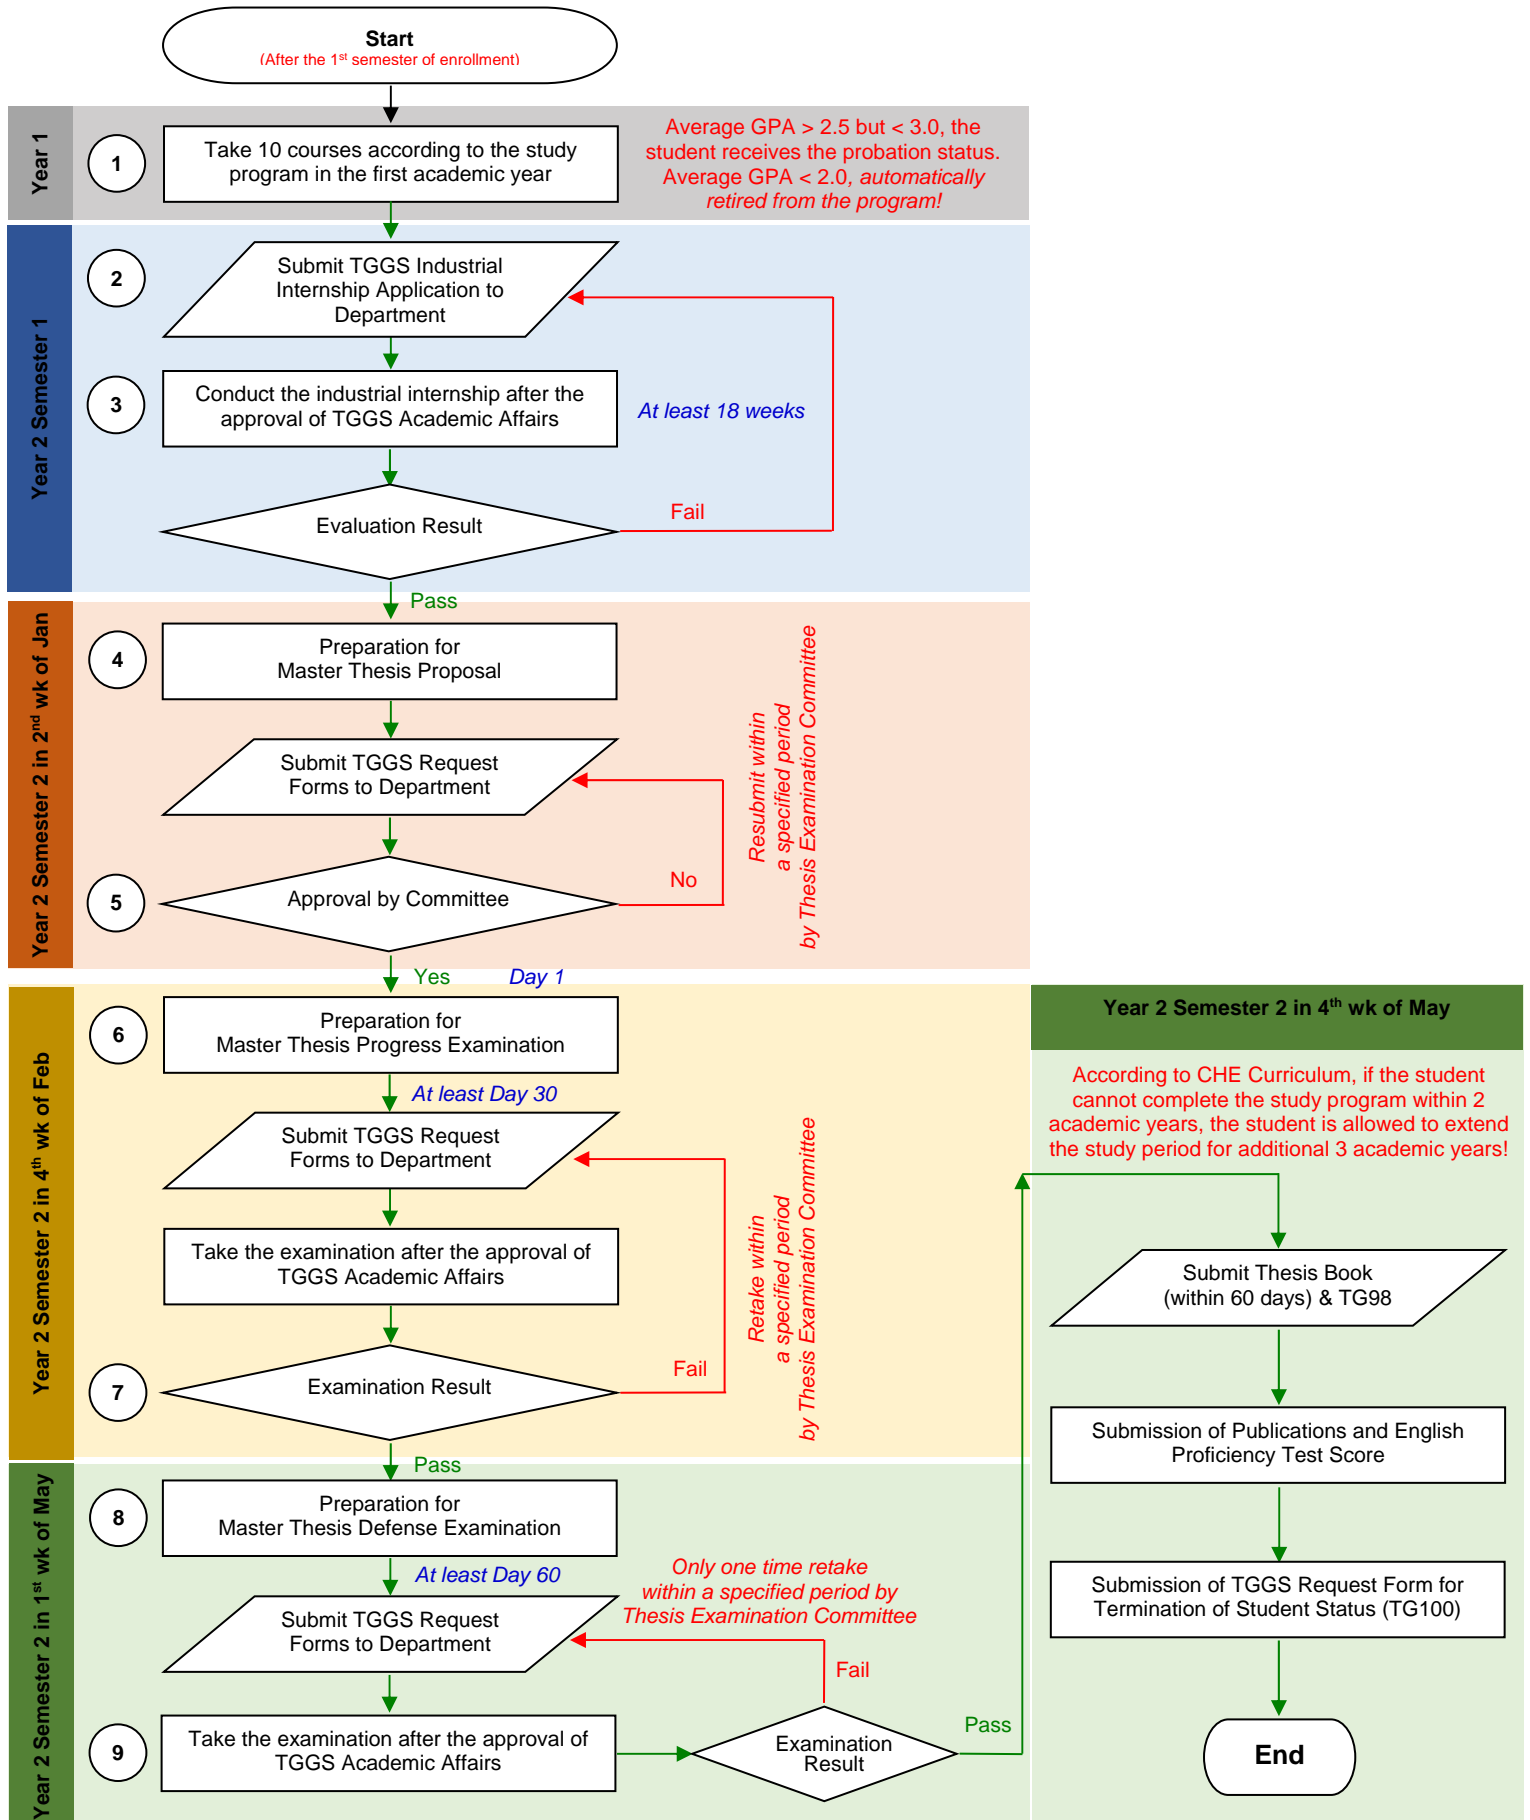 Start
(After the 1st semester of enrollment)
Year 1
1
Take 10 courses according to the study
program in the first academic year
Average GPA > 2.5 but < 3.0, the
student receives the probation status.
Average GPA < 2.0, automatically
retired from the program!
Year 2 Semester 1
2
Submit TGGS Industrial
Internship Application to
Department
3
Conduct the industrial internship after the
approval of TGGS Academic Affairs
At least 18 weeks
Evaluation Result
Fail
Pass
Year 2 Semester 2 in 2nd wk of Jan
4
Preparation for
Master Thesis Proposal
Submit TGGS Request
Forms to Department
Resubmit within
a specified period
by Thesis Examination Committee
5
Approval by Committee
No
Yes
Day 1
Year 2 Semester 2 in 4th wk of Feb
6
Preparation for
Master Thesis Progress Examination
At least Day 30
Submit TGGS Request
Forms to Department
Take the examination after the approval of
TGGS Academic Affairs
Retake within
a specified period
by Thesis Examination Committee
7
Examination Result
Fail
Pass
Year 2 Semester 2 in 1st wk of May
8
Preparation for
Master Thesis Defense Examination
At least Day 60
Submit TGGS Request
Forms to Department
Only one time retake
within a specified period by
Thesis Examination Committee
Fail
9
Take the examination after the approval of
TGGS Academic Affairs
Examination
Result
Pass
Year 2 Semester 2 in 4th wk of May
According to CHE Curriculum, if the student
cannot complete the study program within 2
academic years, the student is allowed to extend
the study period for additional 3 academic years!
Submit Thesis Book
(within 60 days) & TG98
Submission of Publications and English
Proficiency Test Score
Submission of TGGS Request Form for
Termination of Student Status (TG100)
End